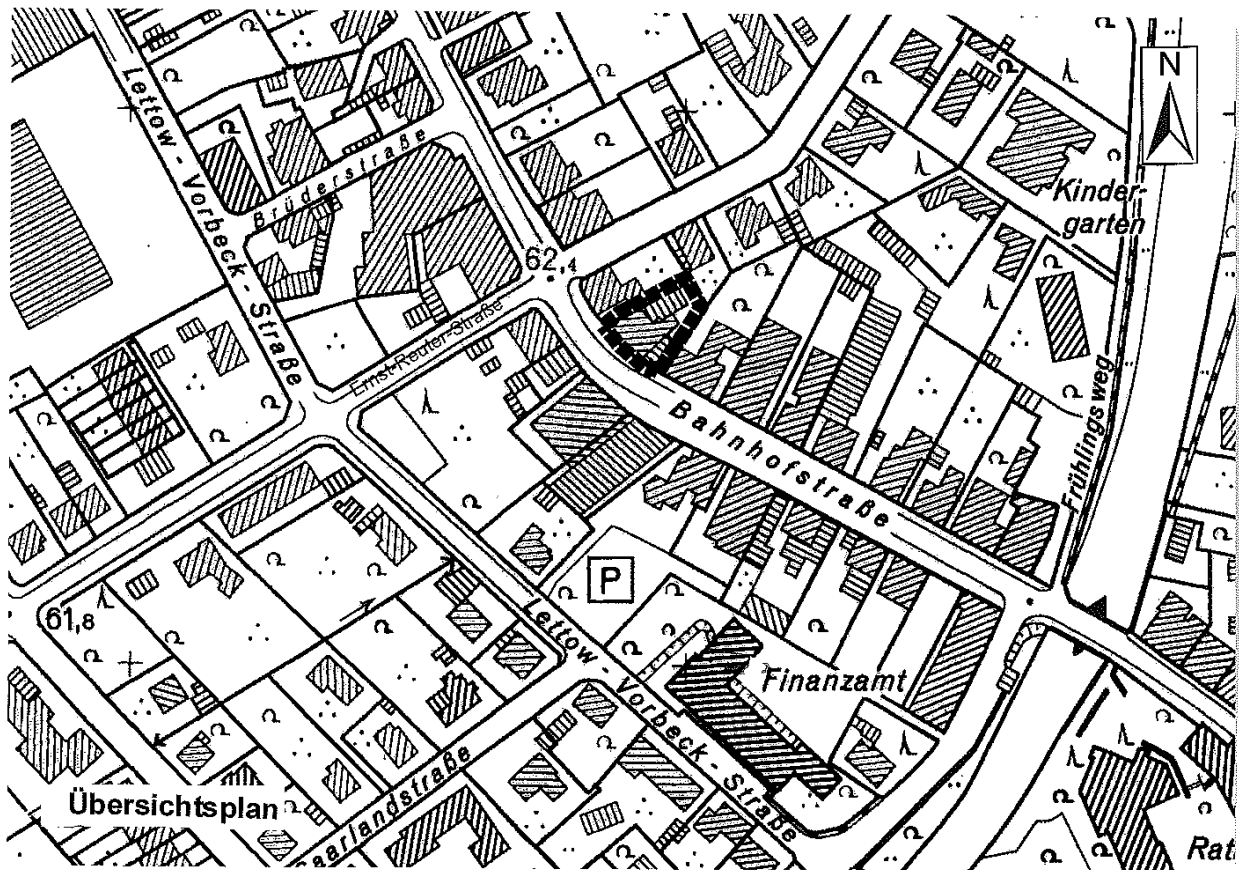 N
Lettow - Vorbeck - Straße
Brüderstraße
Kinder-
garten
62,4
Ernst-Reuter-Straße
Bahnhofstraße
Frühlingsweg
P
61,8
Lettow - Vorbeck - Straße
Finanzamt
Übersichtsplan
Saarlandstraße
Rat